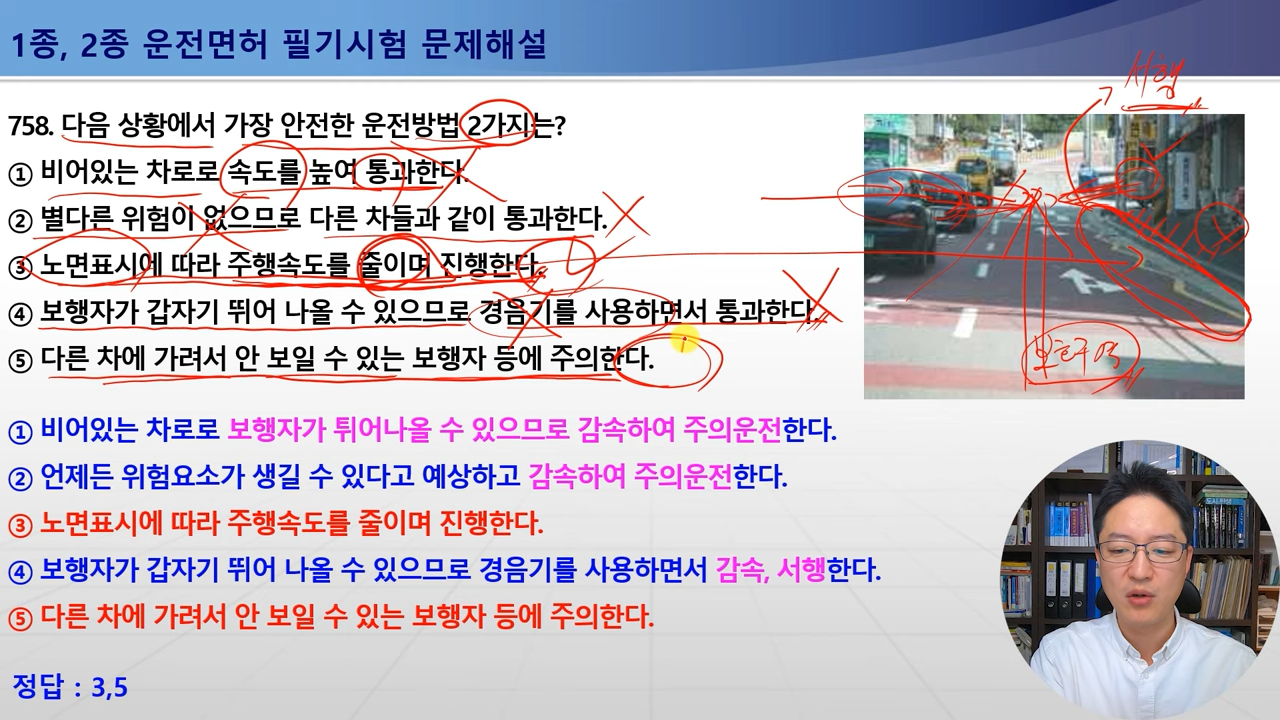 1종, 2종 운전면허 필기시험 문제해설
758. 다음 상황에서 가장 안전한 운전방법 2가지는?
① 비어있는 차로로 속도를 높여 통과한다.
② 별다른 위험이 없으므로 다른 차들과 같이 통과한다.
③ 노면표시에 따라 주행속도를 줄이며 진행한다.
④ 보행자가 갑자기 뛰어 나올 수 있으므로 경음기를 사용하면서 통과한다.
⑤ 다른 차에 가려서 안 보일 수 있는 보행자 등에 주의한다.
서행
보호구역
① 비어있는 차로로 보행자가 튀어나올 수 있으므로 감속하여 주의운전한다.
② 언제든 위험요소가 생길 수 있다고 예상하고 감속하여 주의운전한다.
③ 노면표시에 따라 주행속도를 줄이며 진행한다.
④ 보행자가 갑자기 뛰어 나올 수 있으므로 경음기를 사용하면서 감속, 서행한다.
⑤ 다른 차에 가려서 안 보일 수 있는 보행자 등에 주의한다.
정답 : 3,5